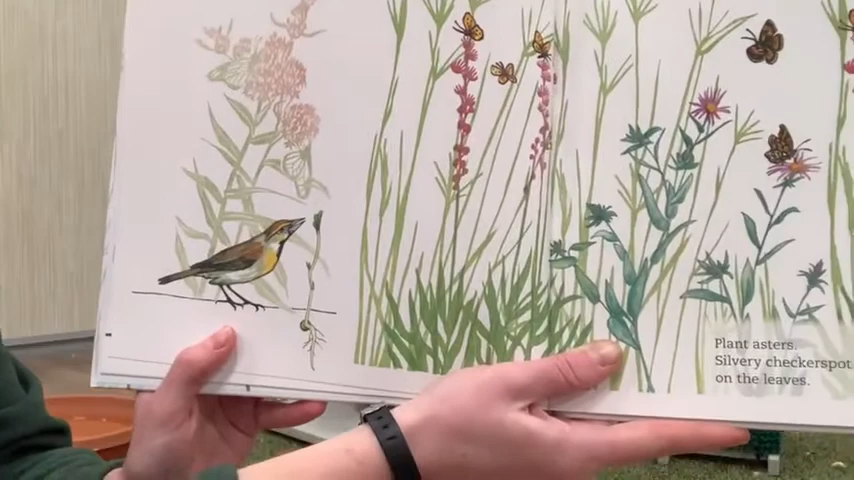 Plant asters.
Silvery checkerspot
on the leaves.